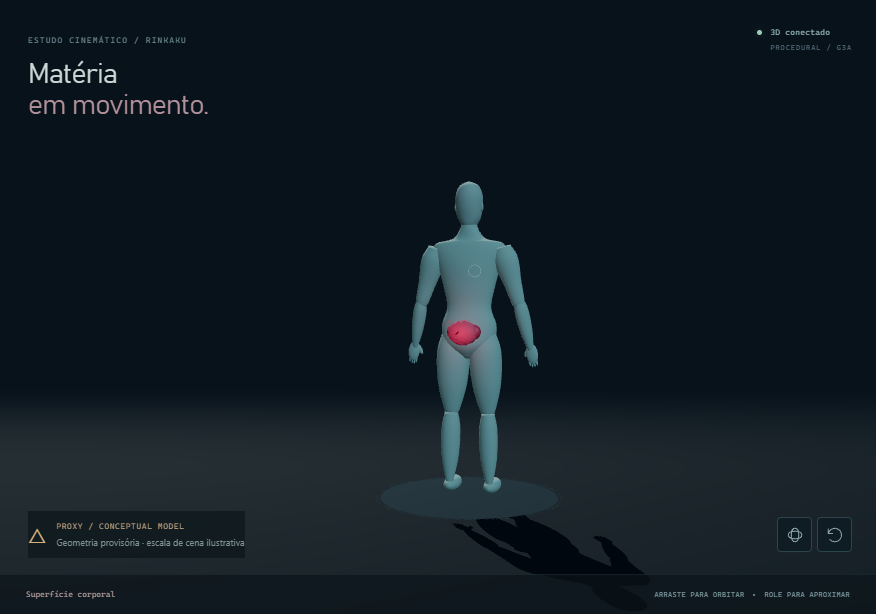 ESTUDO CINEMÁTICO / RINKAKU
Matéria
em movimento.
3D conectado
PROCEDURAL / G3A
PROXY / CONCEPTUAL MODEL
Geometria provisória · escala de cena ilustrativa
Superfície corporal
ARRASTE PARA ORBITAR • ROLE PARA APROXIMAR